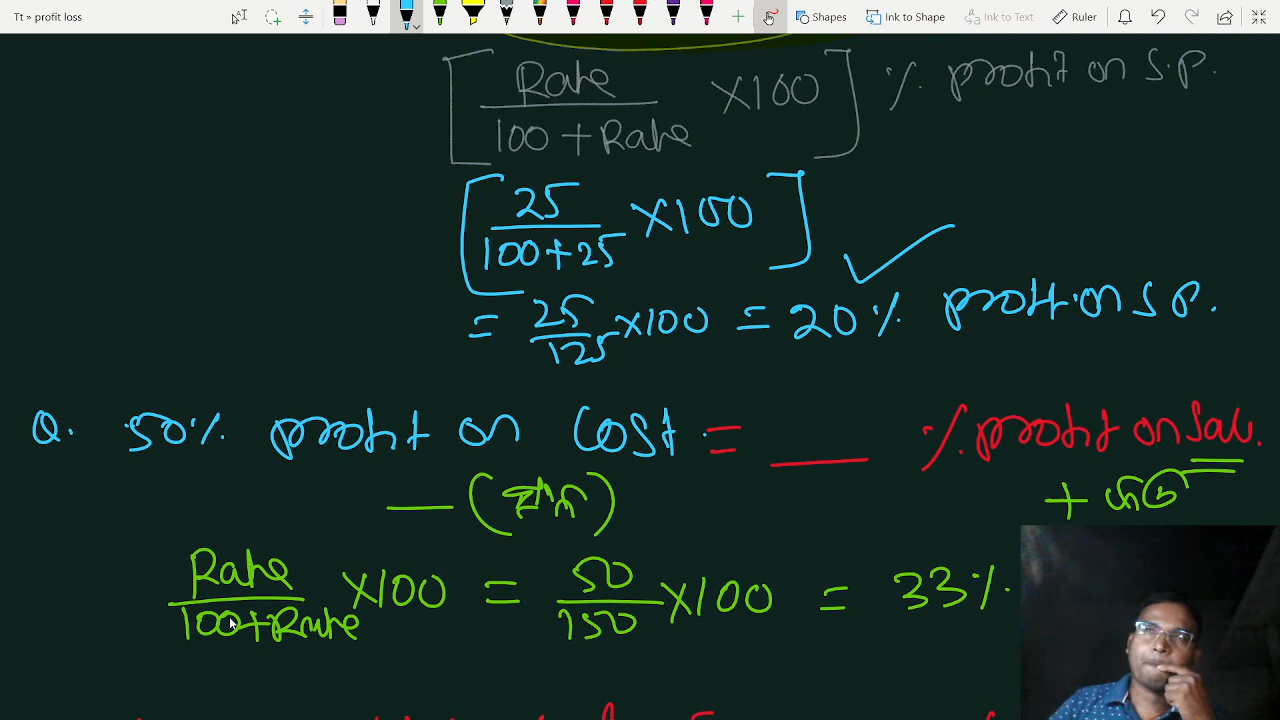 Tt » profit loss
Shapes Ink to Shape Ink to Text Ruler
[Rate / 100 + Rate × 100] % profit on S.P.
[25 / 100 + 25 × 100]
= 25 / 125 × 100 = 20% profit on S P.
Q. 50% profit on Cost = ___ % profit on Sale.
Rate / 100 + Rate × 100 = 50 / 150 × 100 = 33%